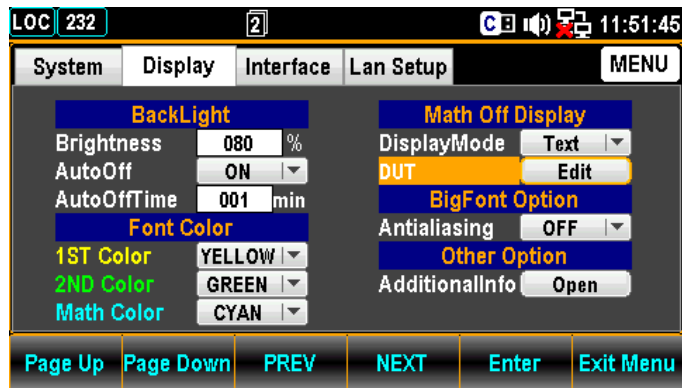 LOC 232 2 C 11:51:45
System Display Interface Lan Setup MENU
BackLight
Brightness 080 %
AutoOff ON
AutoOffTime 001 min
Font Color
1ST Color YELLOW
2ND Color GREEN
Math Color CYAN
Math Off Display
DisplayMode Text
DUT Edit
BigFont Option
Antialiasing OFF
Other Option
AdditionalInfo Open
Page Up Page Down PREV NEXT Enter Exit Menu